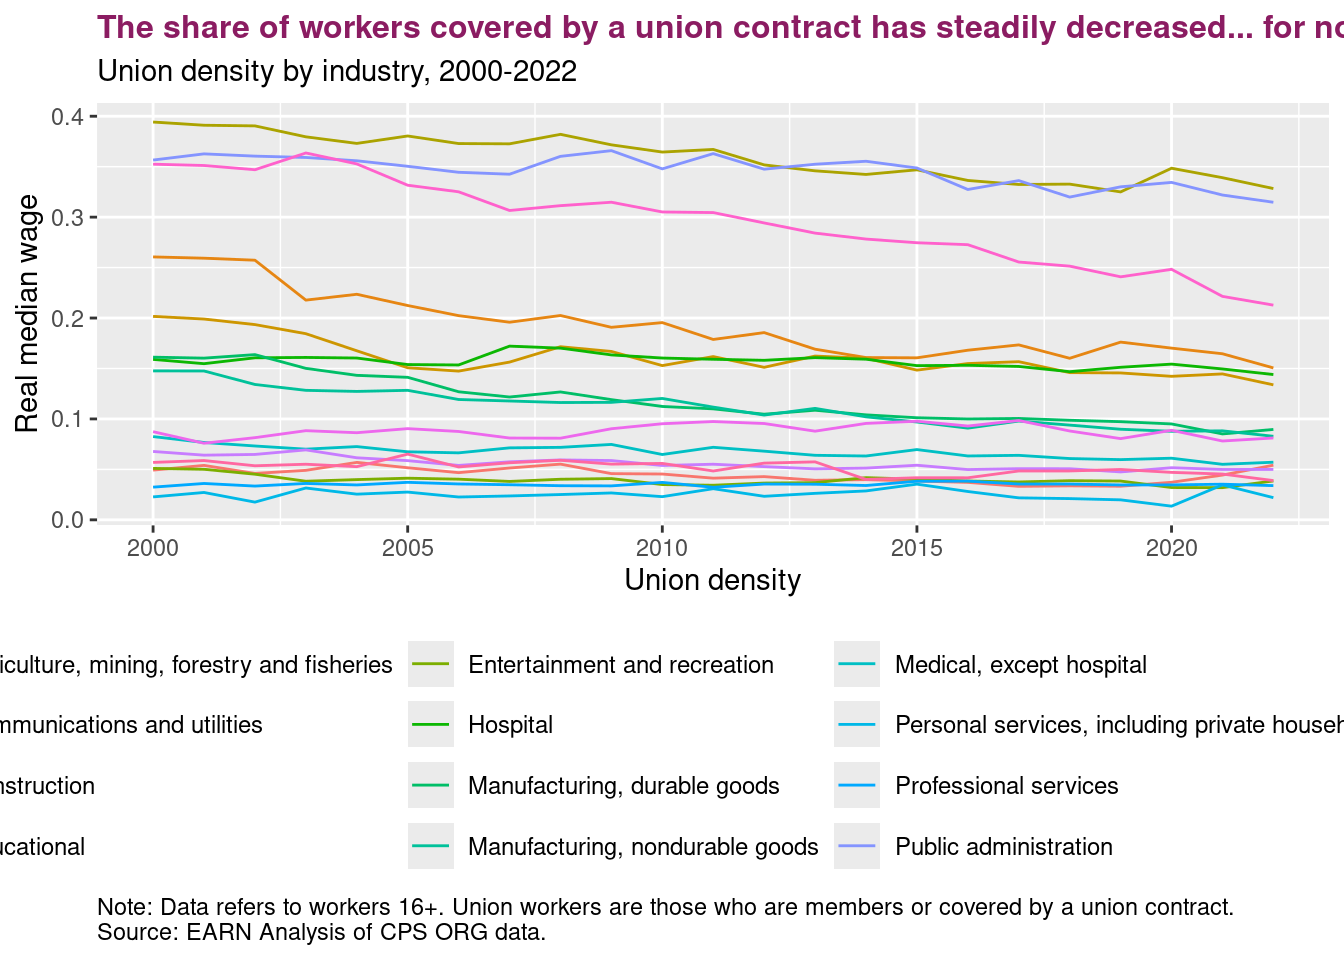 The share of workers covered by a union contract has steadily decreased... for
Union density by industry, 2000-2022
Real median wage
0.4
0.3
0.2
0.1
0.0
2000 2005 2010 2015 2020
Union density
iculture, mining, forestry and fisheries Entertainment and recreation Medical, except hospital
mmunications and utilities Hospital Personal services, including private househ
nstruction Manufacturing, durable goods Professional services
ucational Manufacturing, nondurable goods Public administration
Note: Data refers to workers 16+. Union workers are those who are members or covered by a union contract.
Source: EARN Analysis of CPS ORG data.